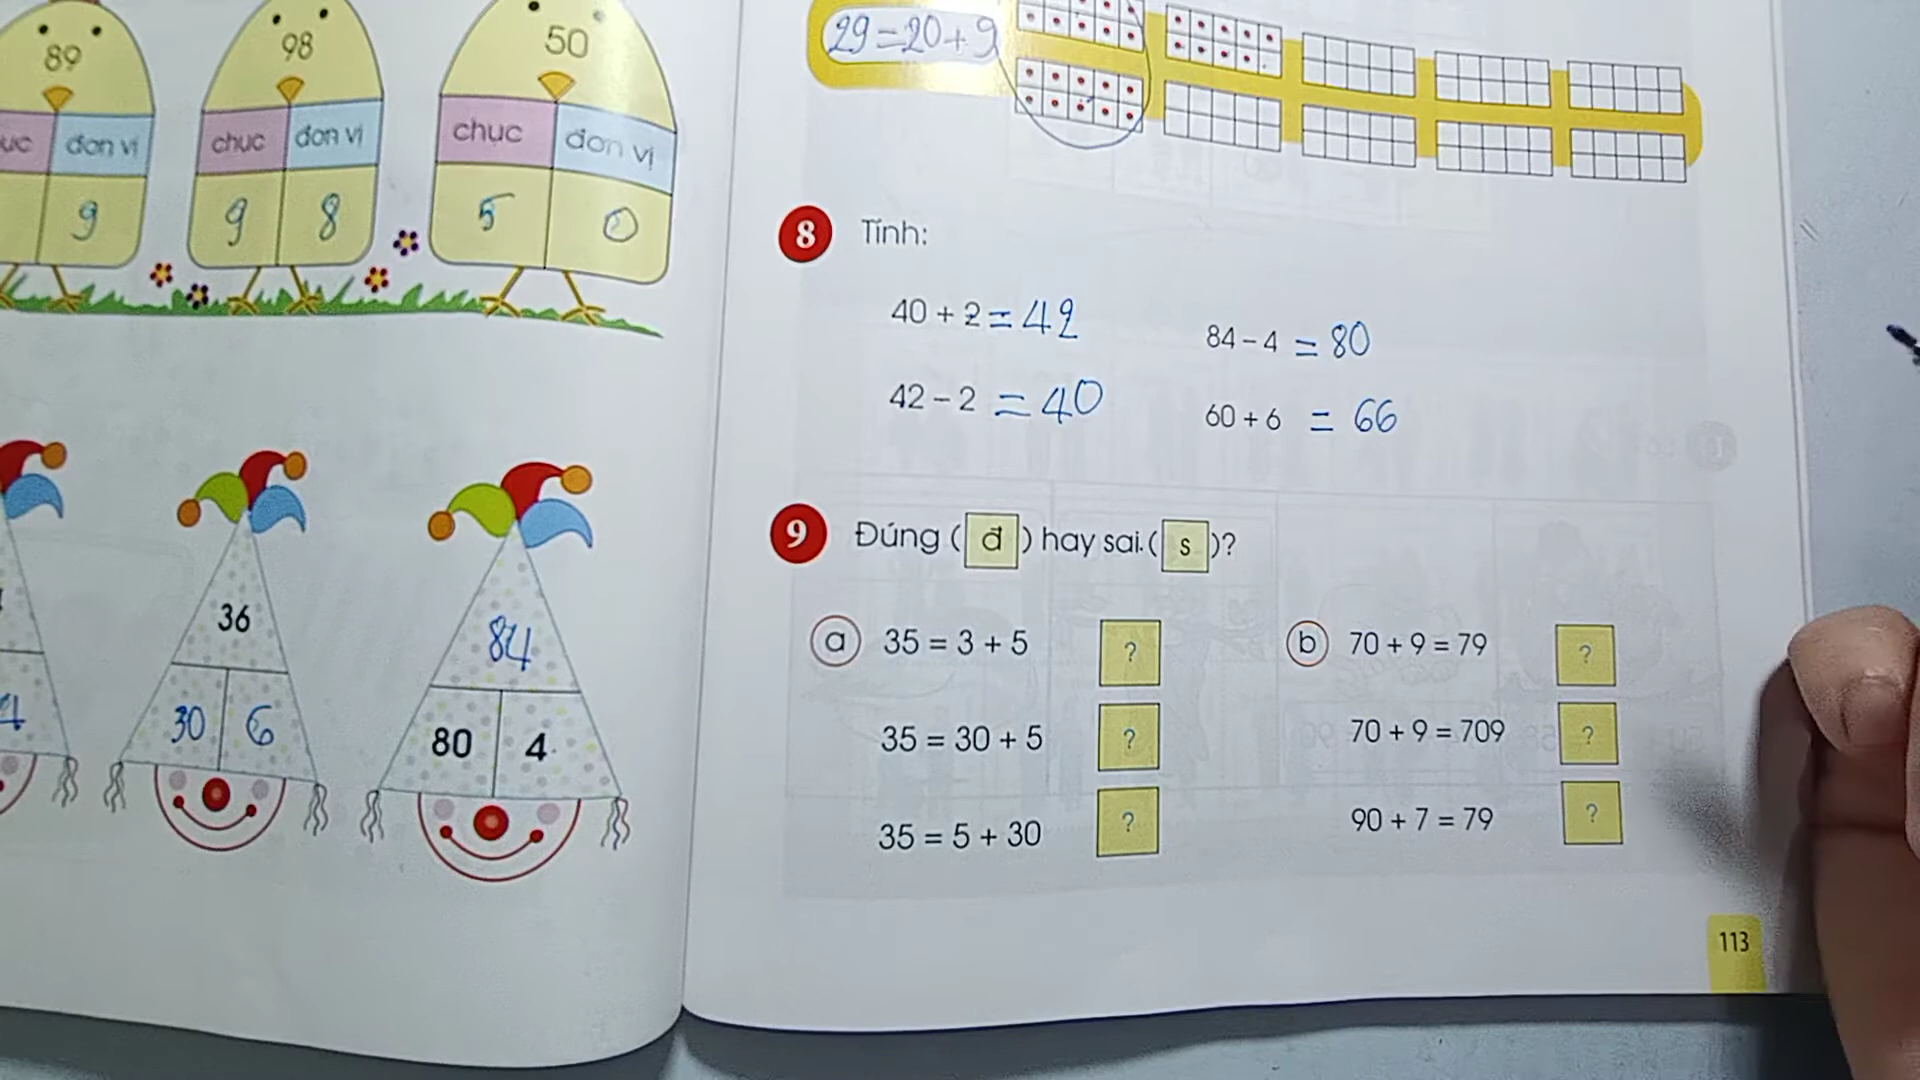 89
98
50
đơn vị
chục đơn vị
chục đơn vị
9
9 8
5 0
36
30 6
84
80 4
29=20+9
8 Tính:
40 + 2 = 42
84 - 4 = 80
42 - 2 = 40
60 + 6 = 66
9 Đúng ( đ ) hay sai ( s )?
a 35 = 3 + 5 ?
35 = 30 + 5 ?
35 = 5 + 30 ?
b 70 + 9 = 79 ?
70 + 9 = 709 ?
90 + 7 = 79 ?
113